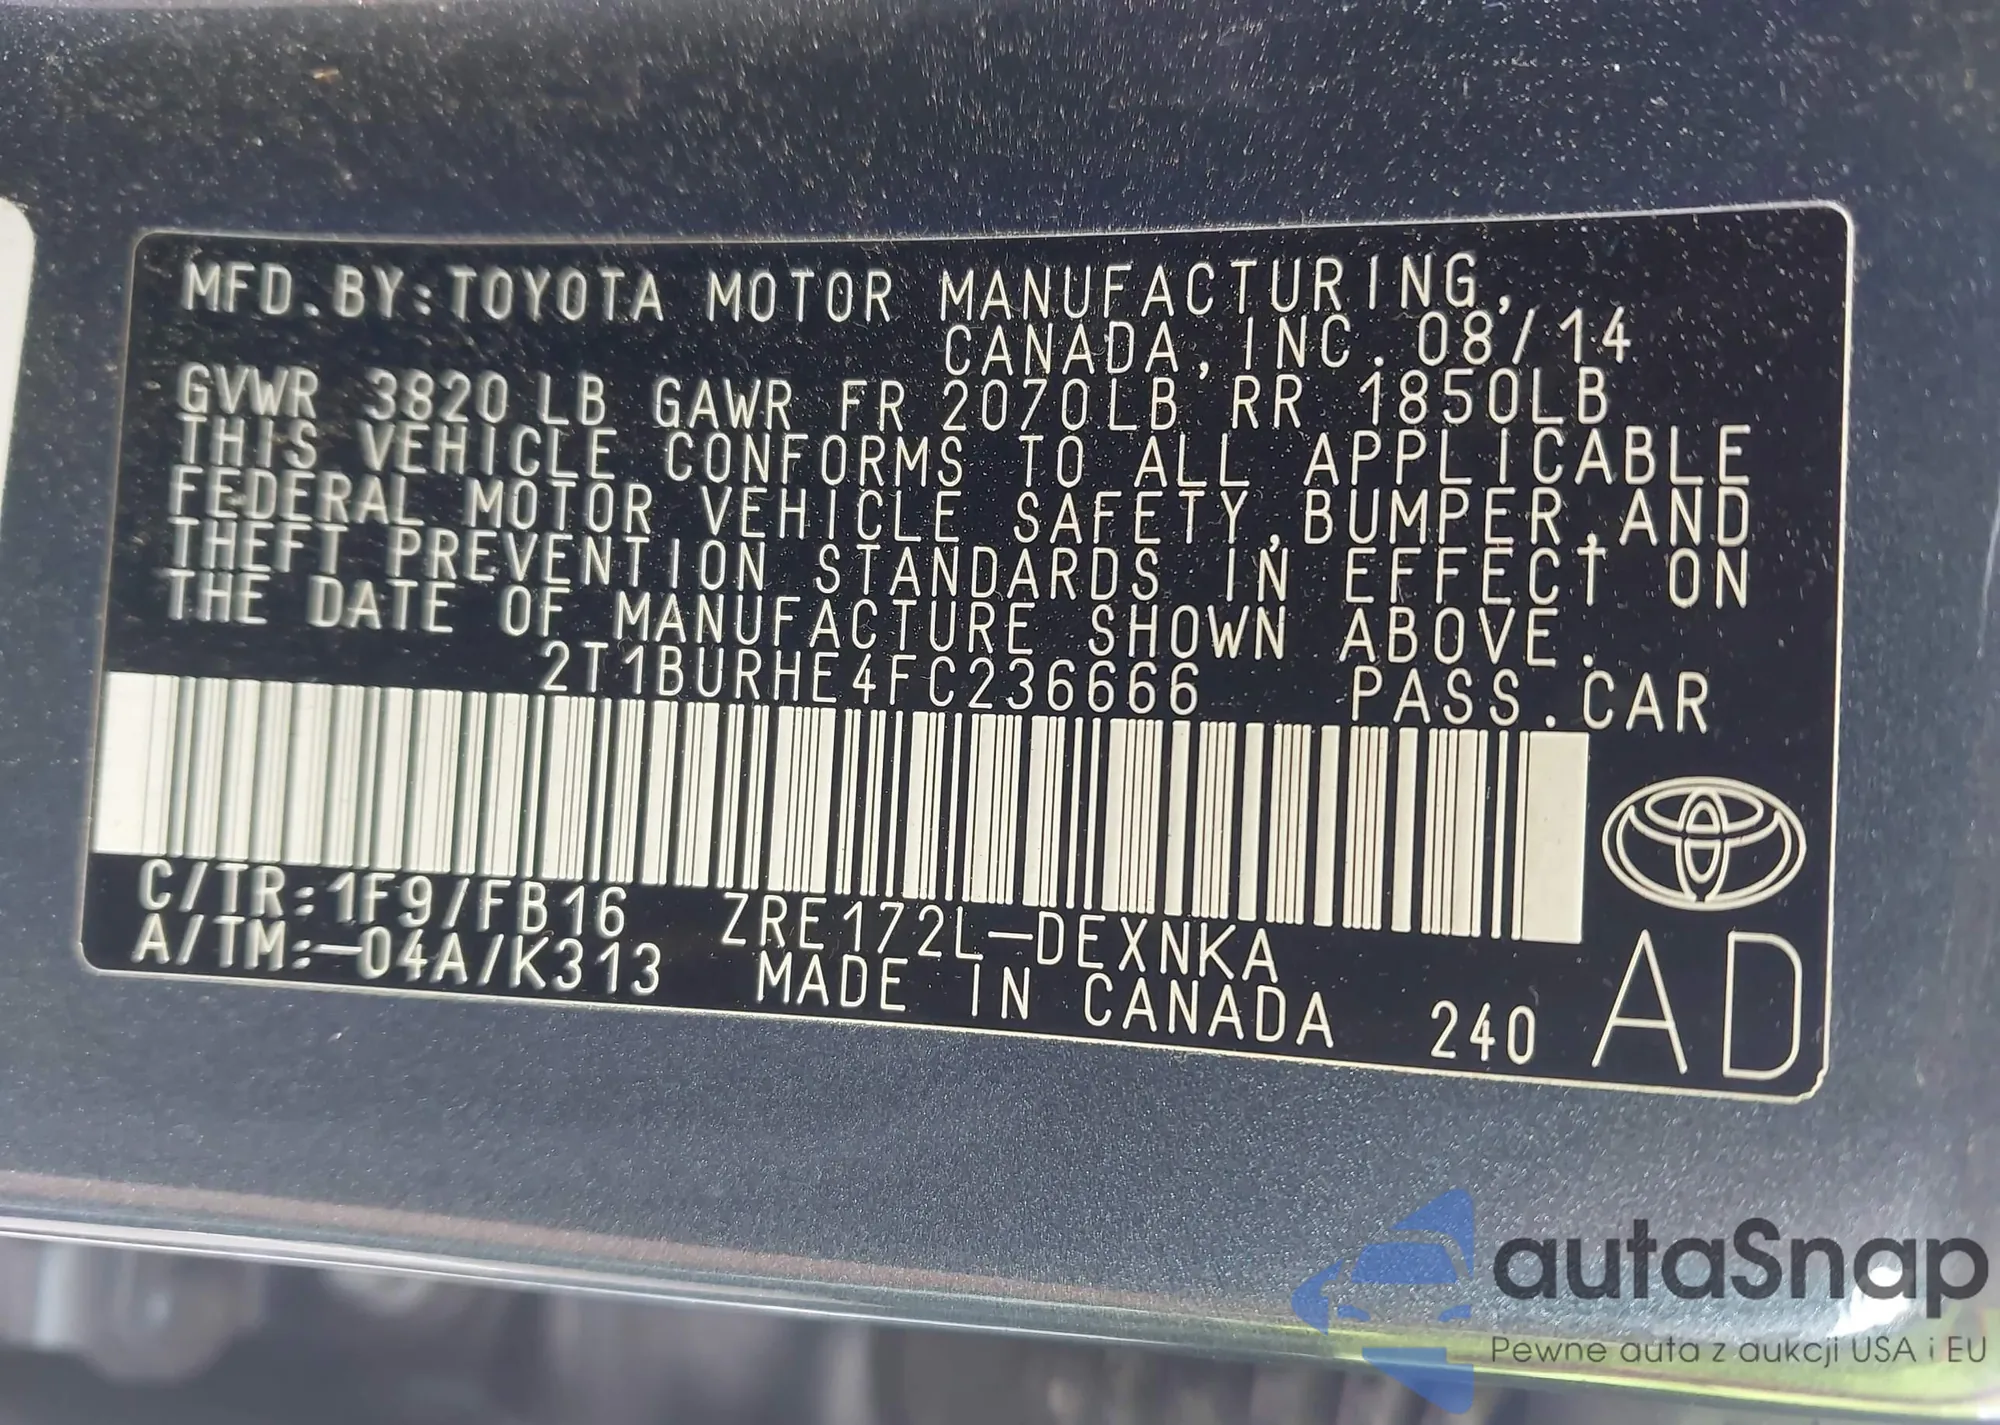 MFD.BY:TOYOTA MOTOR MANUFACTURING,
CANADA, INC. 08/14
GVWR 3820 LB GAWR FR 2070LB RR 1850LB
THIS VEHICLE CONFORMS TO ALL APPLICABLE
FEDERAL MOTOR VEHICLE SAFETY,BUMPER,AND
THEFT PREVENTION STANDARDS IN EFFECT ON
THE DATE OF MANUFACTURE SHOWN ABOVE.
2T1BURHE4FC236666 PASS.CAR
C/TR:1F9/FB16 ZRE172L-DEXNKA
A/TM:-04A/K313 MADE IN CANADA 240 AD
autaSnap
Pewne auta z aukcji USA i EU